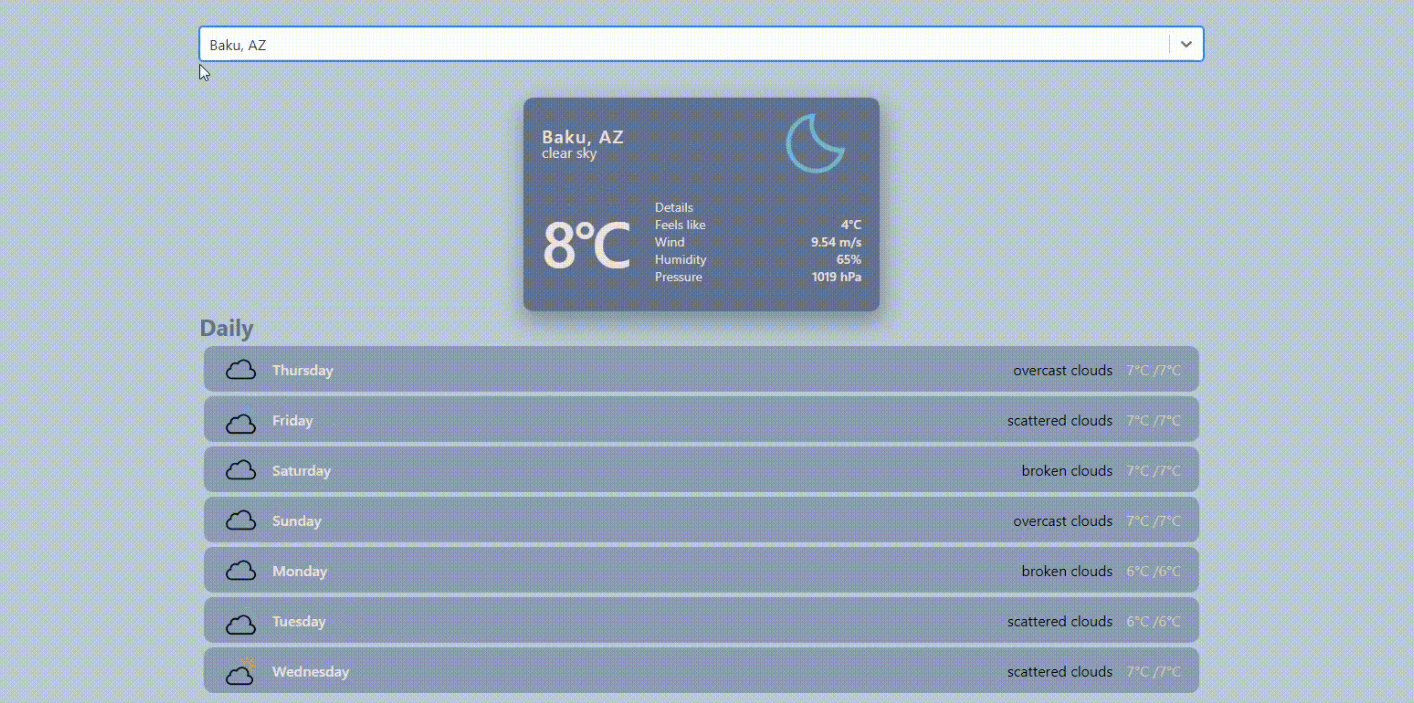 Baku, AZ
Baku, AZ
clear sky
8°C
Details
Feels like 4°C
Wind 9.54 m/s
Humidity 65%
Pressure 1019 hPa
Daily
Thursday overcast clouds 7°C /7°C
Friday scattered clouds 7°C /7°C
Saturday broken clouds 7°C /7°C
Sunday overcast clouds 7°C /7°C
Monday broken clouds 6°C /6°C
Tuesday scattered clouds 6°C /6°C
Wednesday scattered clouds 7°C /7°C